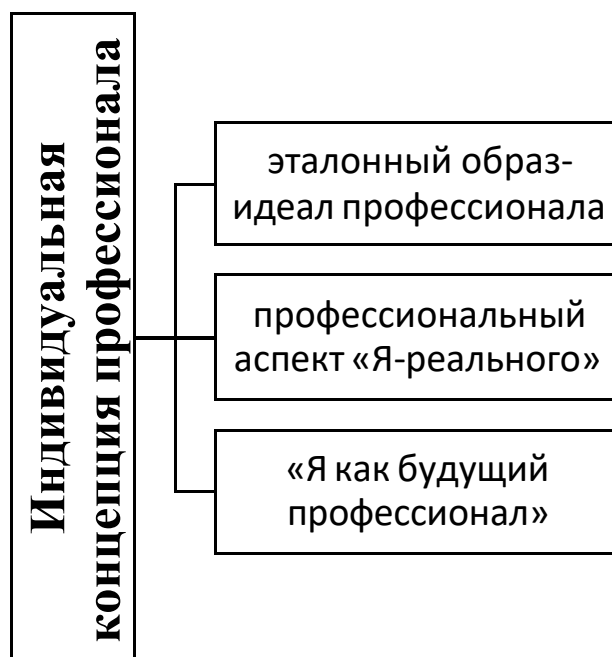 Индивидуальная
концепция профессионала
эталонный образ-
идеал профессионала
профессиональный
аспект «Я-реального»
«Я как будущий
профессионал»